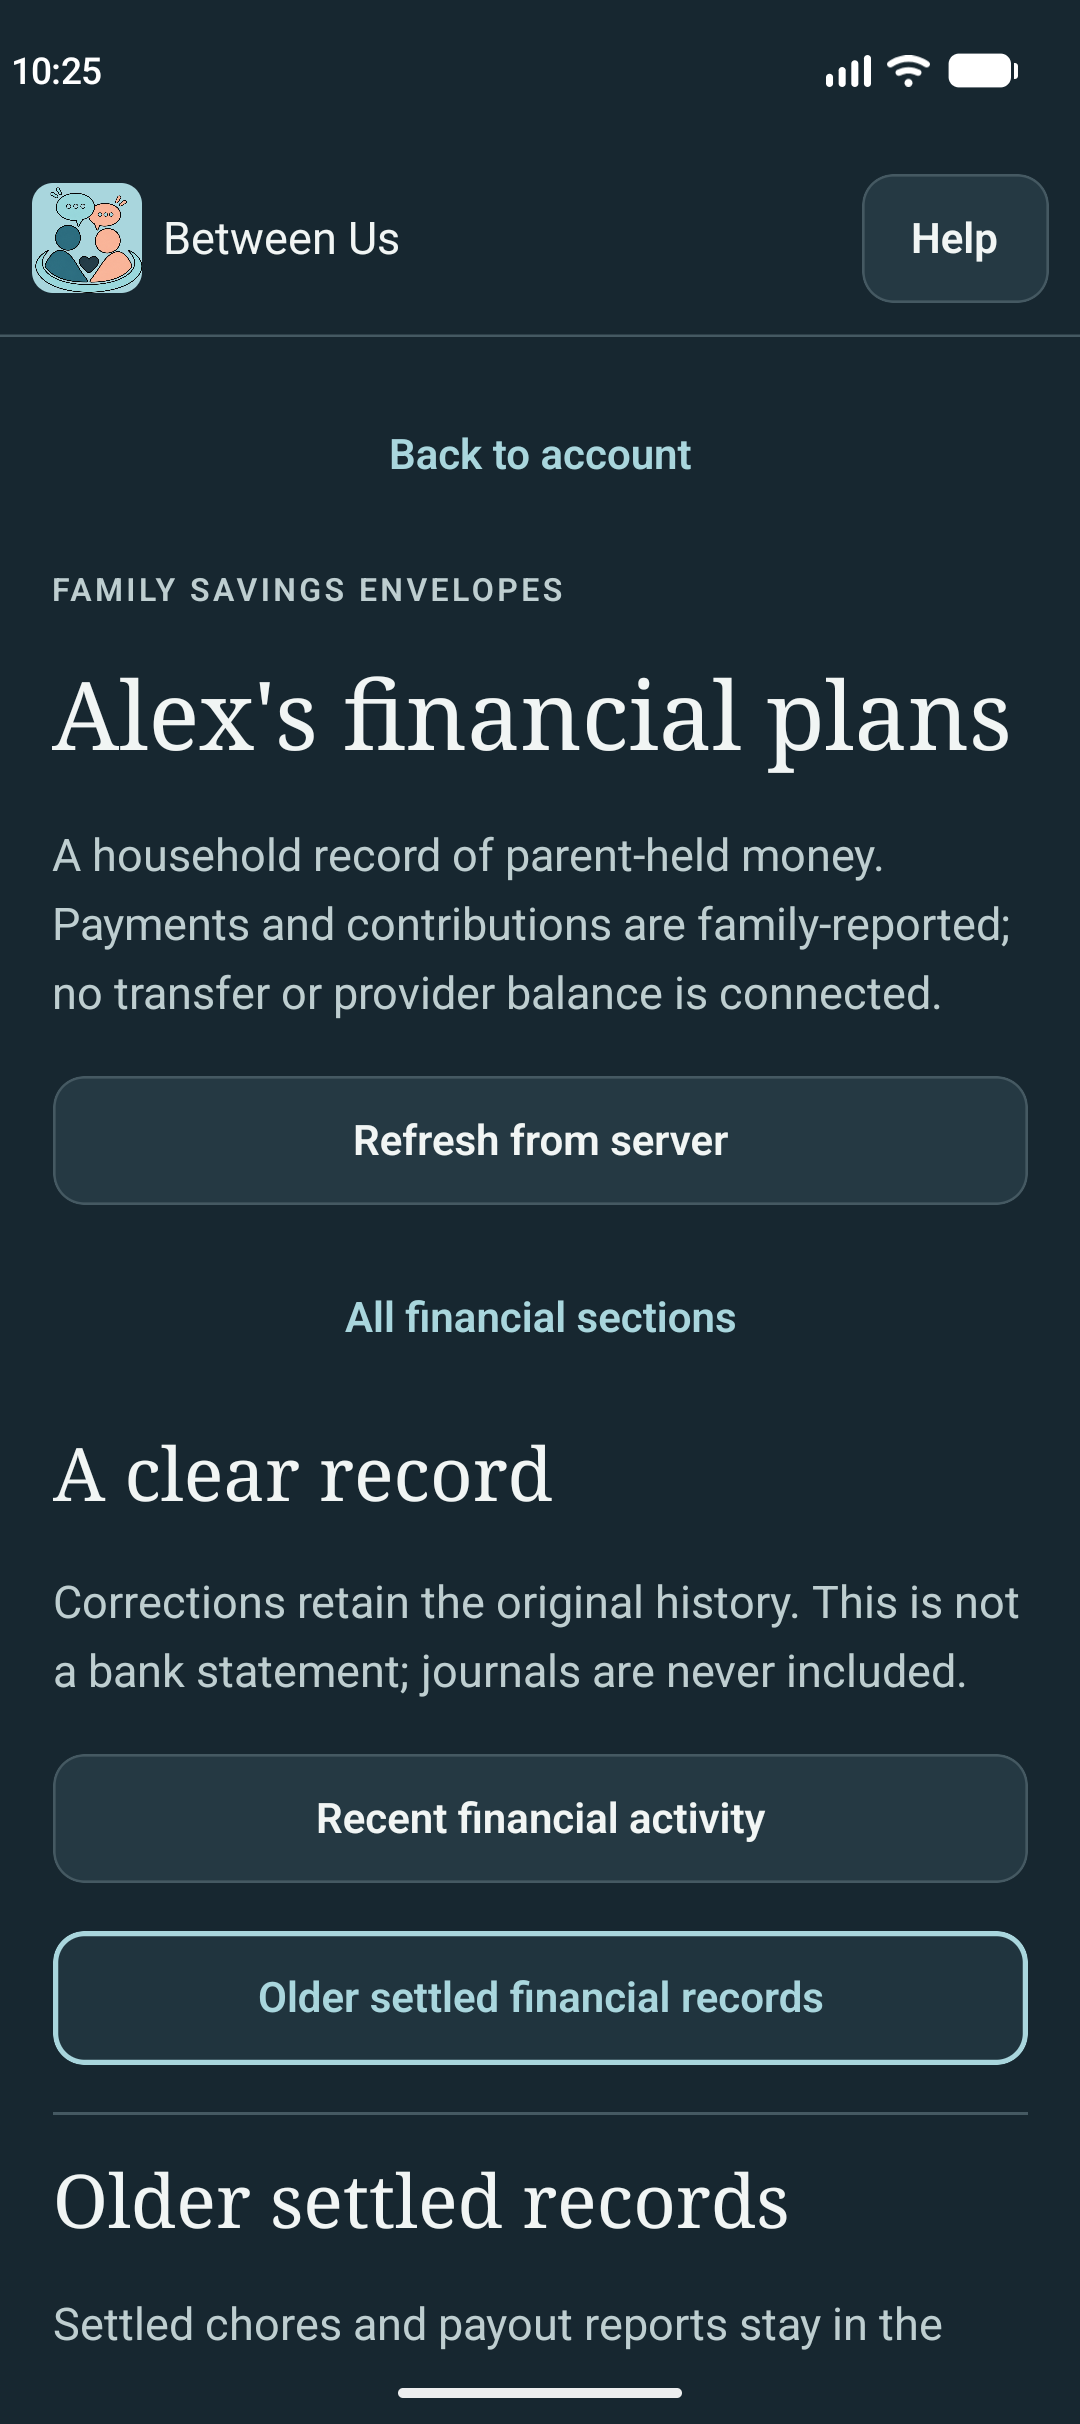 10:25
Between Us
Help
Back to account
FAMILY SAVINGS ENVELOPES
Alex's financial plans
A household record of parent-held money.
Payments and contributions are family-reported;
no transfer or provider balance is connected.
Refresh from server
All financial sections
A clear record
Corrections retain the original history. This is not
a bank statement; journals are never included.
Recent financial activity
Older settled financial records
Older settled records
Settled chores and payout reports stay in the